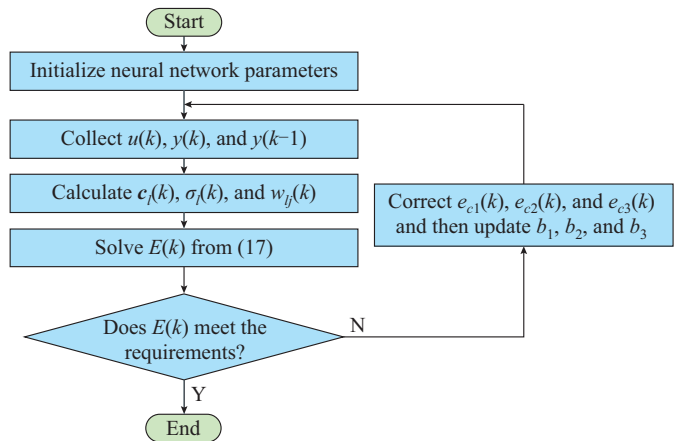 Start
Initialize neural network parameters
Collect u(k), y(k), and y(k−1)
Calculate c_l(k), σ_l(k), and w_lj(k)
Correct e_c1(k), e_c2(k), and e_c3(k)
and then update b_1, b_2, and b_3
Solve E(k) from (17)
Does E(k) meet the
requirements?
N
Y
End